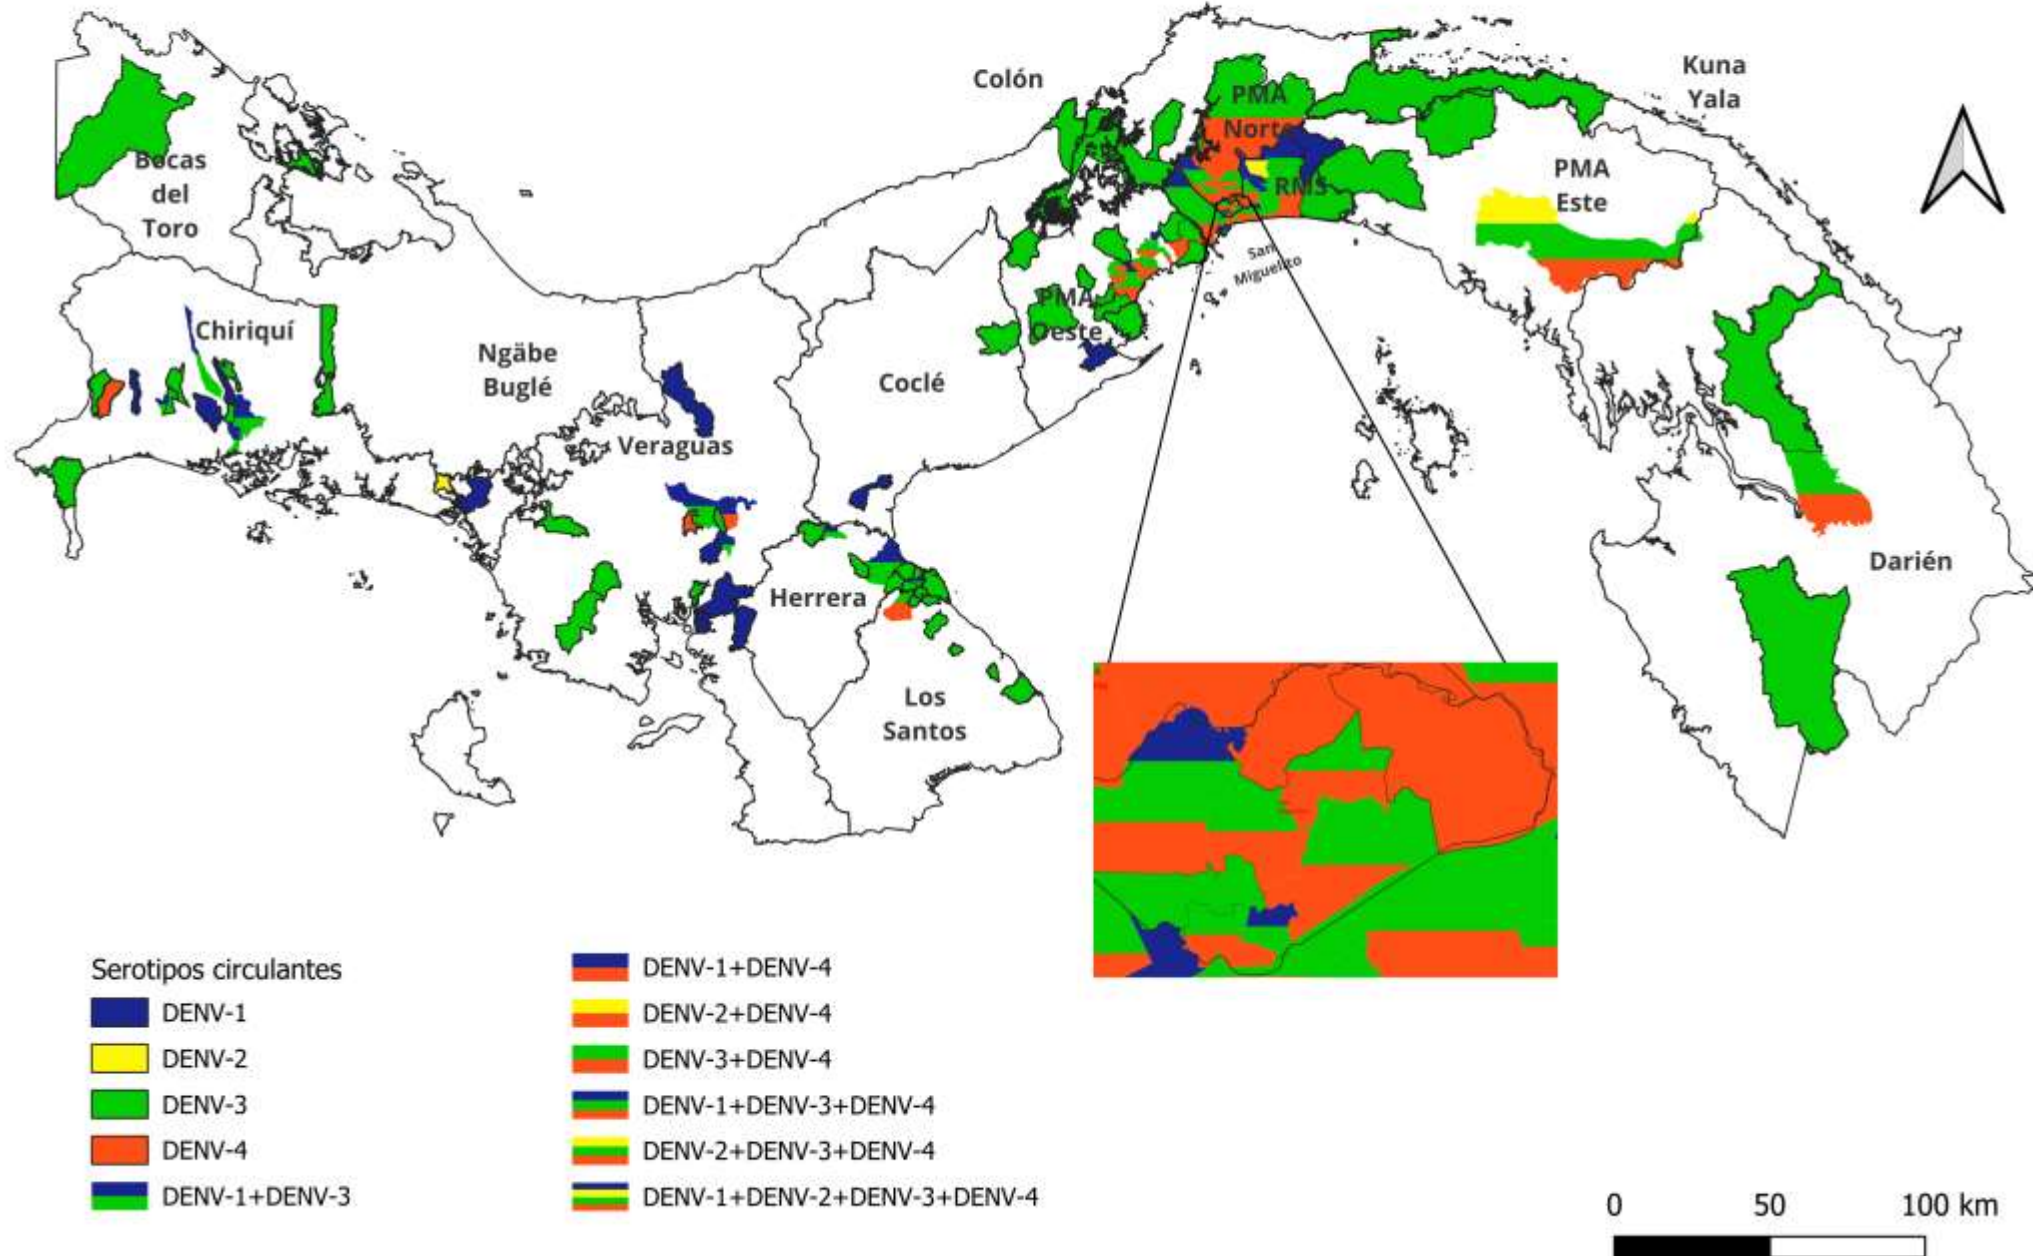 Colón
Kuna
Yala
PMA
Norte
Bocas
del
Toro
PMA
Este
RMS
San
Miguelito
Chiriquí
PMA
Oeste
Ngäbe
Buglé
Coclé
Veraguas
Darién
Herrera
Los
Santos
Serotipos circulantes
DENV-1
DENV-2
DENV-3
DENV-4
DENV-1+DENV-3
DENV-1+DENV-4
DENV-2+DENV-4
DENV-3+DENV-4
DENV-1+DENV-3+DENV-4
DENV-2+DENV-3+DENV-4
DENV-1+DENV-2+DENV-3+DENV-4
0 50 100 km